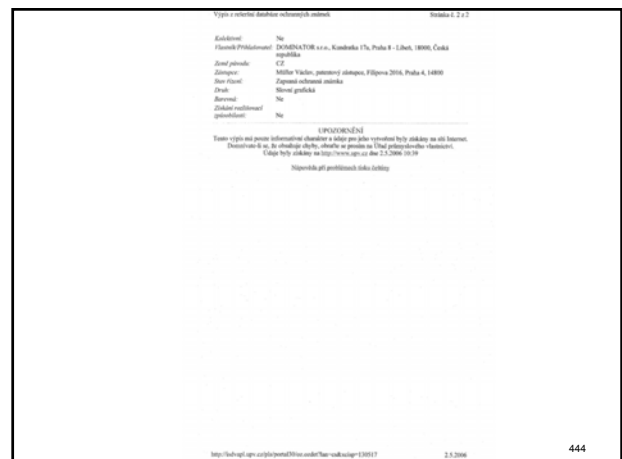 Výpis z rešeršní databáze ochranných známek Stránka č. 2 z 2
Kolektivní: Ne
Vlastník/Přihlašovatel: DOMINATOR s.r.o., Kundratka 17a, Praha 8 - Libeň, 18000, Česká
republika
Země původu: CZ
Zástupce: Müller Václav, patentový zástupce, Filipova 2016, Praha 4, 14800
Stav řízení: Zapsaná ochranná známka
Druh: Slovní grafická
Barevná: Ne
Získání rozlišovací
způsobilosti: Ne
UPOZORNĚNÍ
Tento výpis má pouze informativní charakter a údaje pro jeho vytvoření byly získány na síti Internet.
Domníváte-li se, že obsahuje chyby, obraťte se prosím na Úřad průmyslového vlastnictví.
Údaje byly získány na http://www.upv.cz dne 2.5.2006 10:39
Nápověda při problémech tisku češtiny
2.5.2006
444